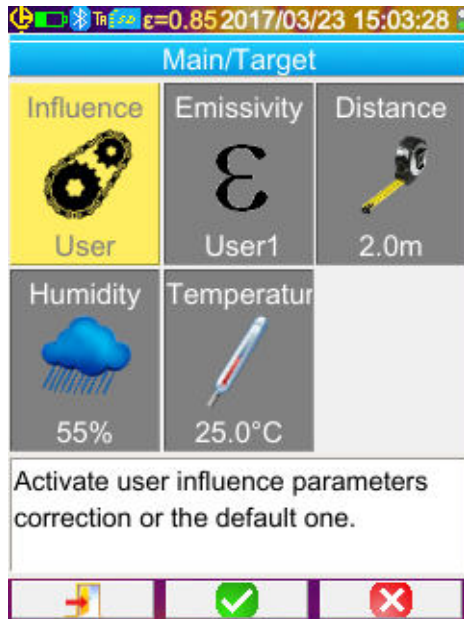 ε=0.85 2017/03/23 15:03:28
Main/Target
Influence Emissivity Distance
ε
User User1 2.0m
Humidity Temperatur
55% 25.0°C
Activate user influence parameters
correction or the default one.